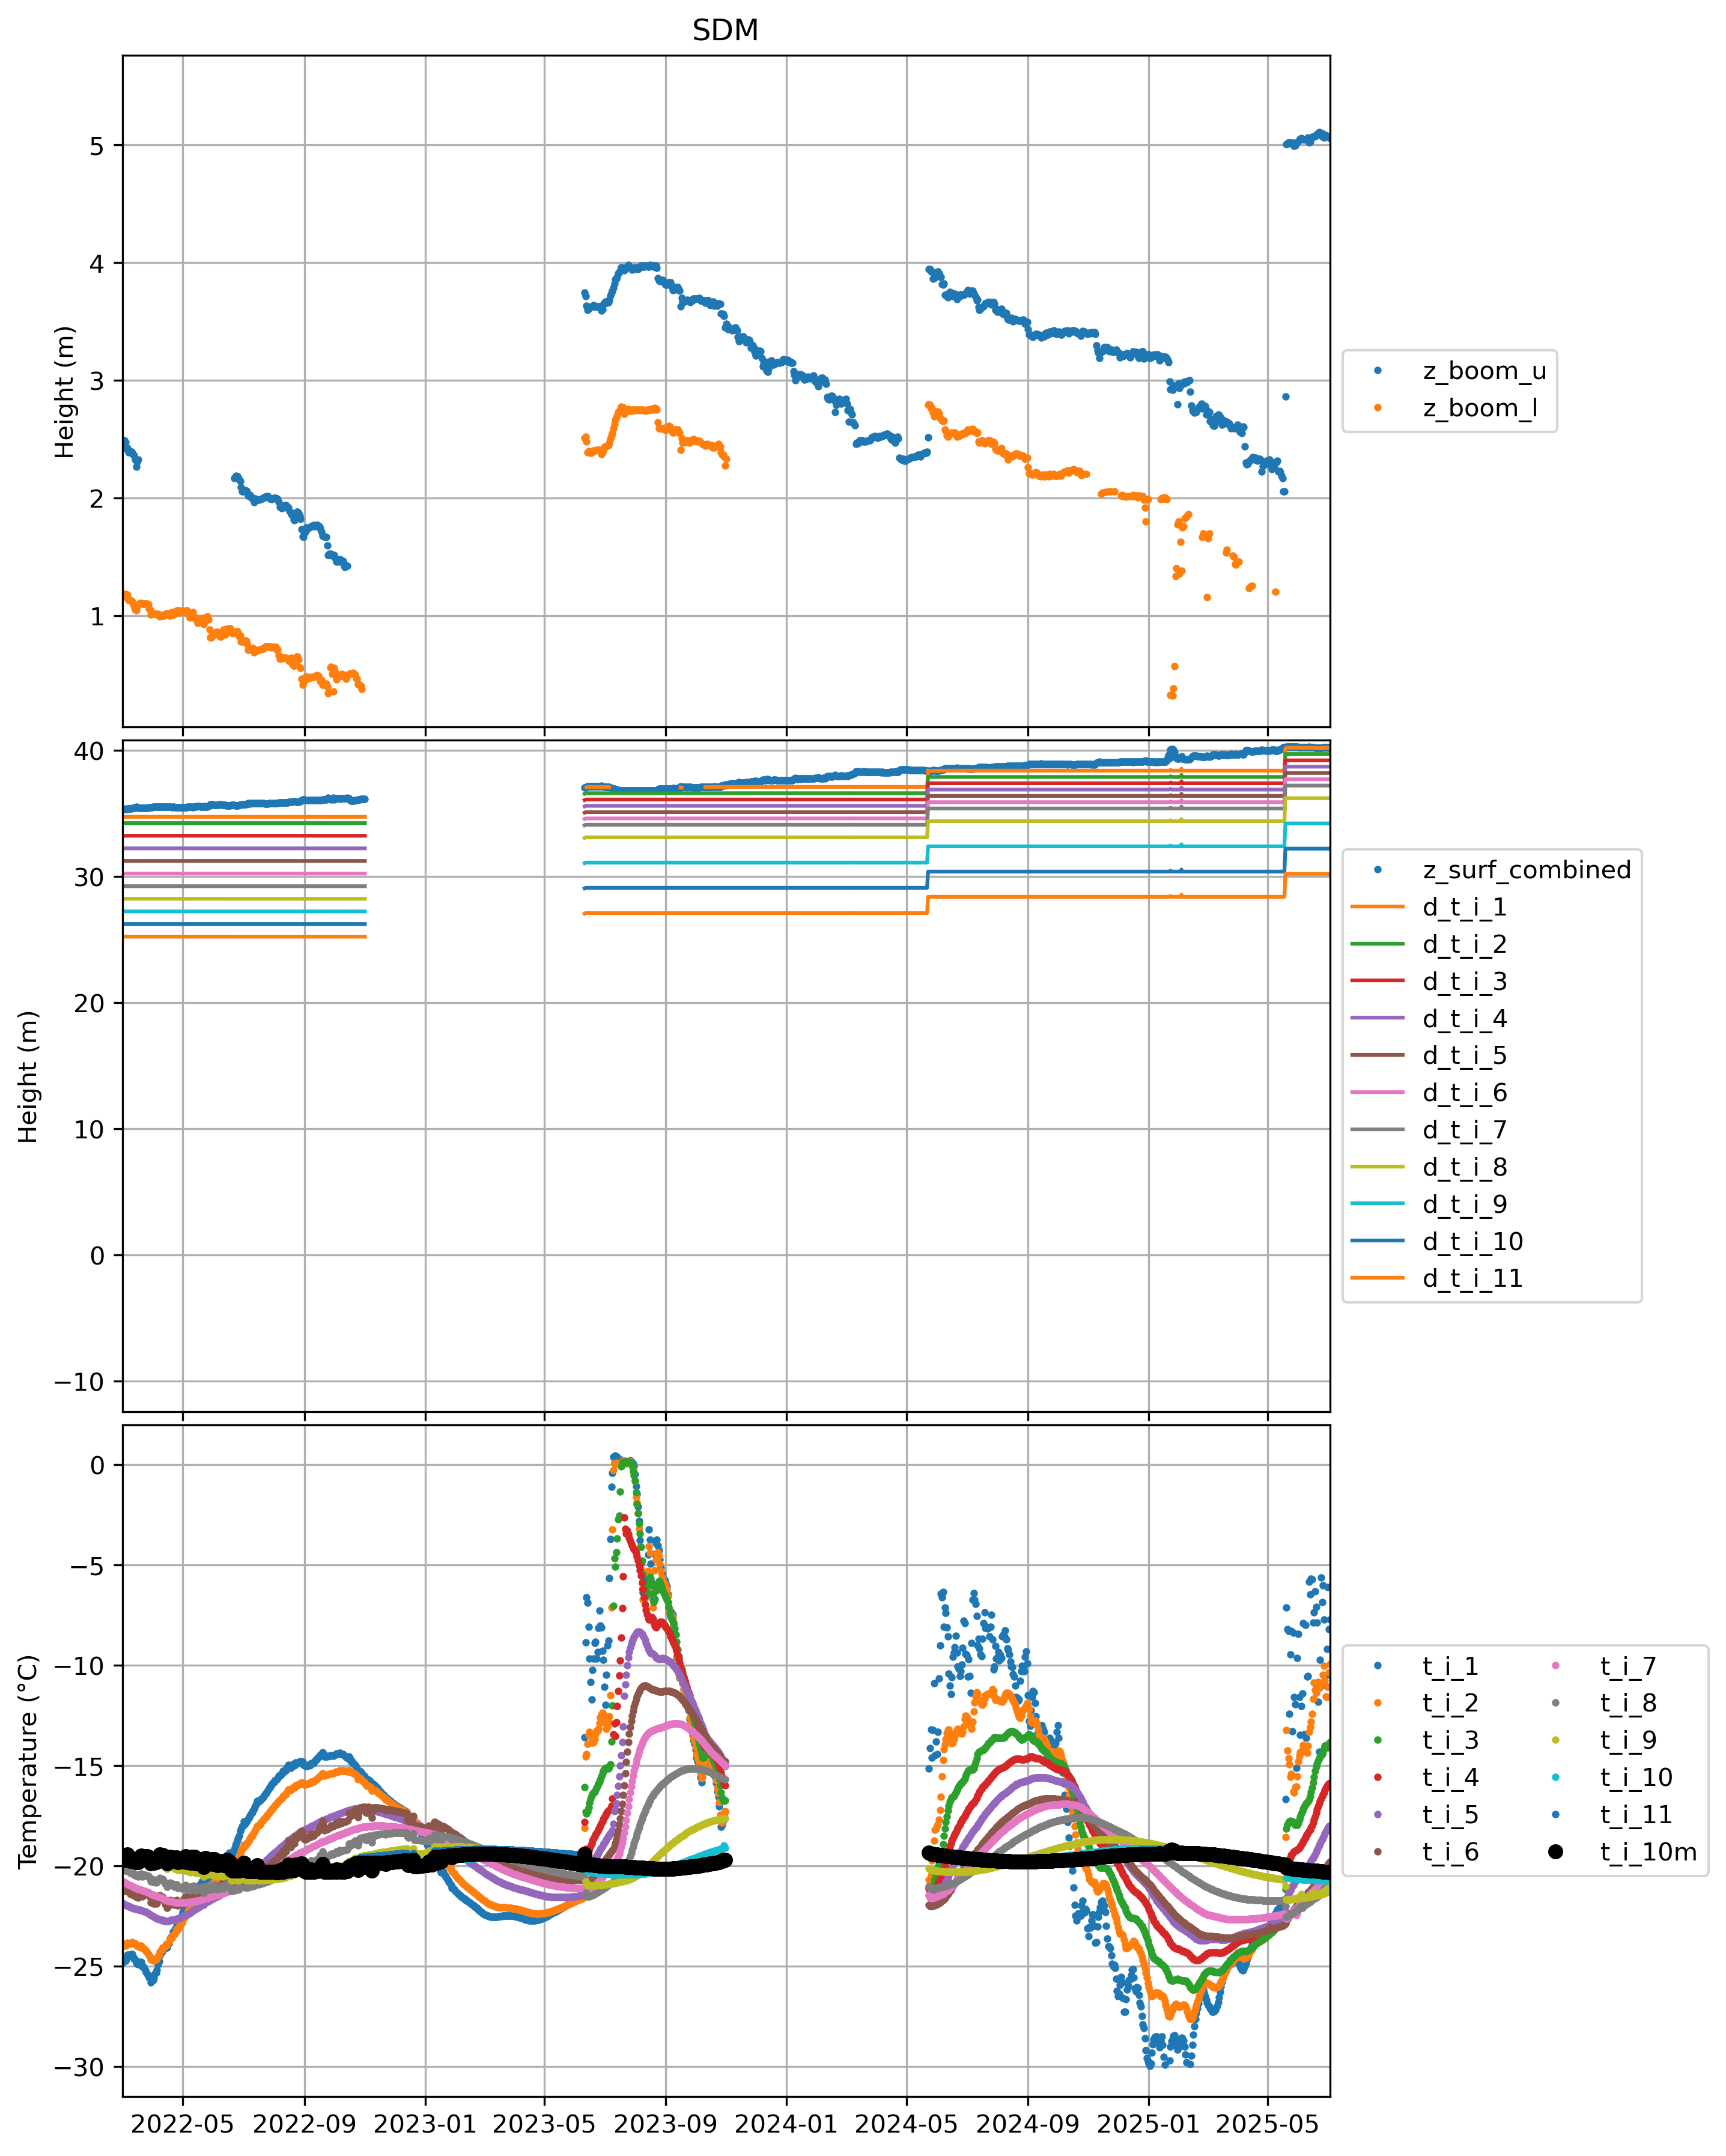 SDM
5
4
3
2
1
Height (m)
z_boom_u
z_boom_l
40
30
20
10
0
−10
Height (m)
z_surf_combined
d_t_i_1
d_t_i_2
d_t_i_3
d_t_i_4
d_t_i_5
d_t_i_6
d_t_i_7
d_t_i_8
d_t_i_9
d_t_i_10
d_t_i_11
0
−5
−10
−15
−20
−25
−30
Temperature (°C)
t_i_1
t_i_2
t_i_3
t_i_4
t_i_5
t_i_6
t_i_7
t_i_8
t_i_9
t_i_10
t_i_11
t_i_10m
2022-05 2022-09 2023-01 2023-05 2023-09 2024-01 2024-05 2024-09 2025-01 2025-05